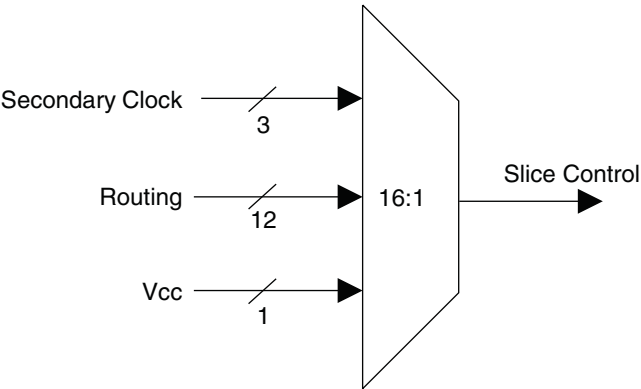 Secondary Clock
3
Routing
12
Vcc
1
16:1
Slice Control